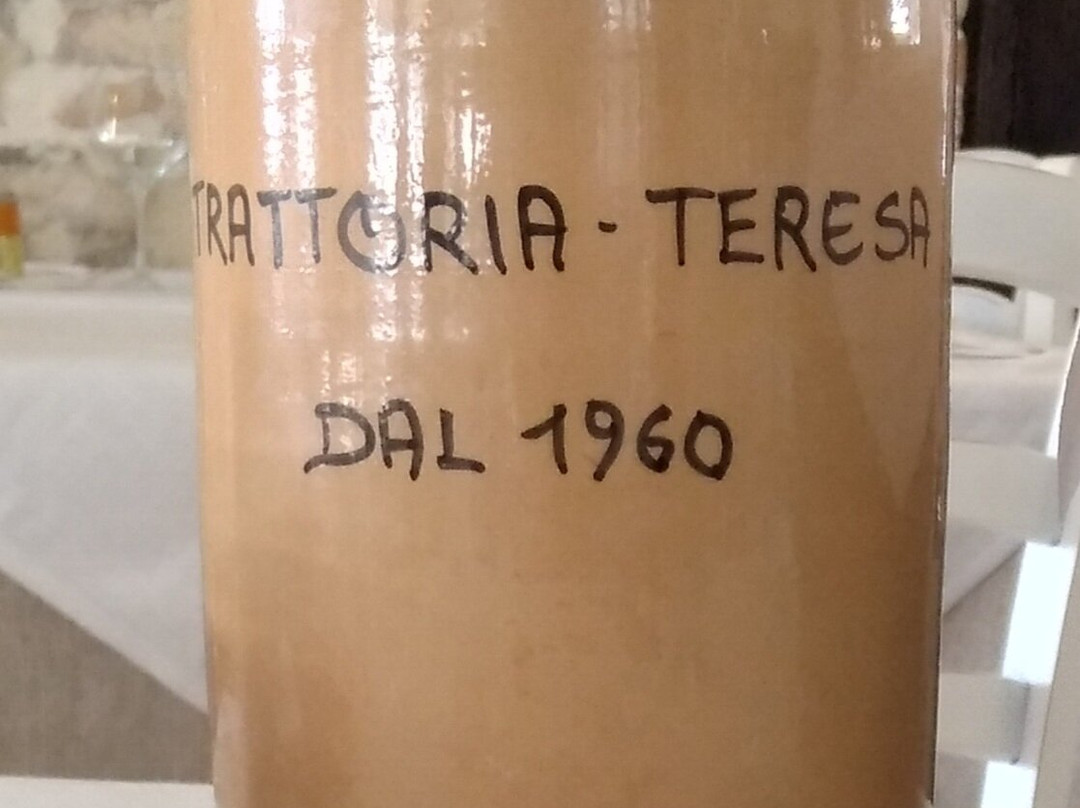 TRATTORIA - TERESA
DAL 1960